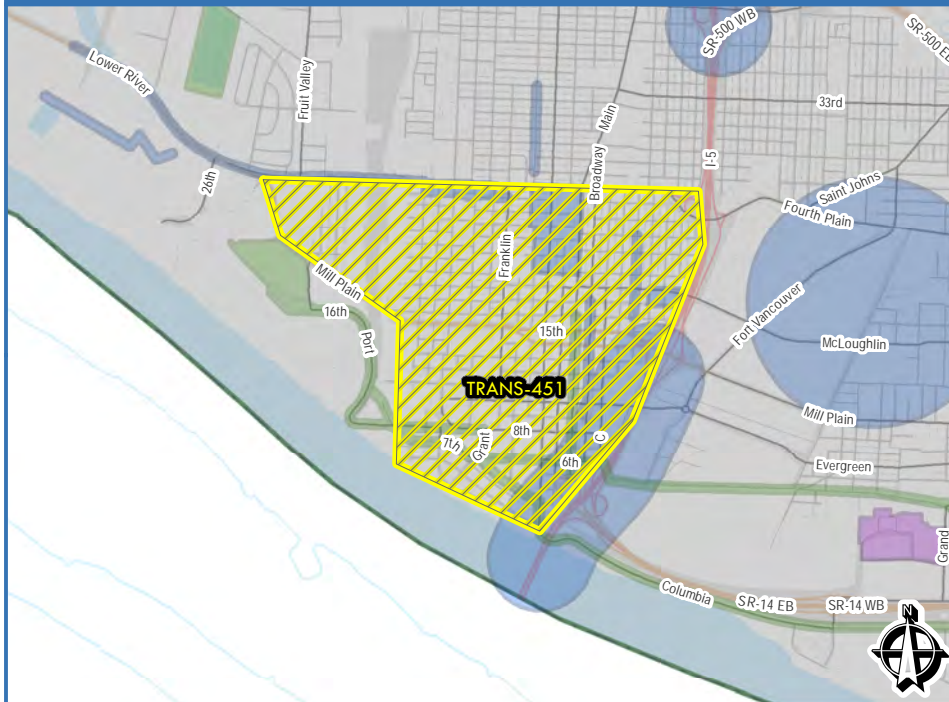 SR-500 WB
SR-500 EB
Lower River
Fruit Valley
33rd
Main
Broadway
I-5
26th
Saint Johns
Fourth Plain
Franklin
Mill Plain
16th
Port
15th
Fort Vancouver
McLoughlin
TRANS-451
Mill Plain
8th
7th
Grant
C
6th
Evergreen
Grand
Columbia
SR-14 EB
SR-14 WB
N